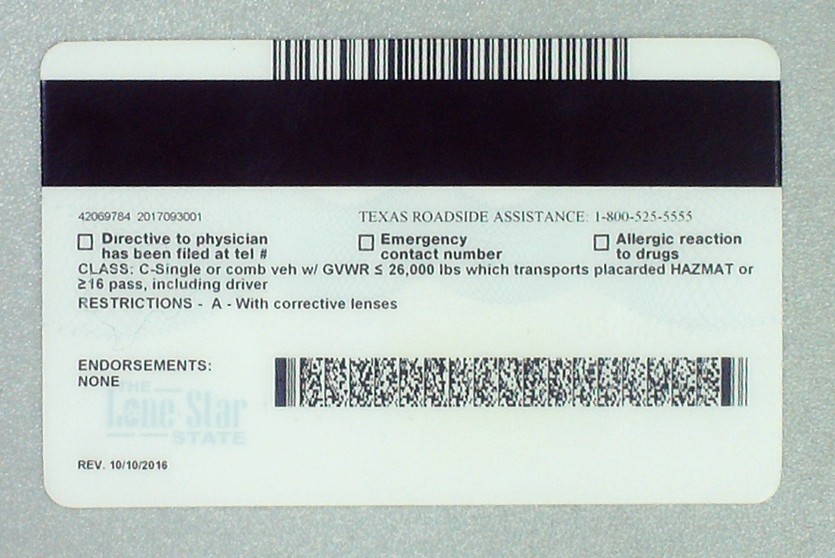 42069784 2017093001
TEXAS ROADSIDE ASSISTANCE: 1-800-525-5555
Directive to physician
has been filed at tel #
Emergency
contact number
Allergic reaction
to drugs
CLASS: C-Single or comb veh w/ GVWR ≤ 26,000 lbs which transports placarded HAZMAT or
≥16 pass, including driver
RESTRICTIONS - A - With corrective lenses
ENDORSEMENTS:
NONE
THE
Lone Star
STATE
REV. 10/10/2016